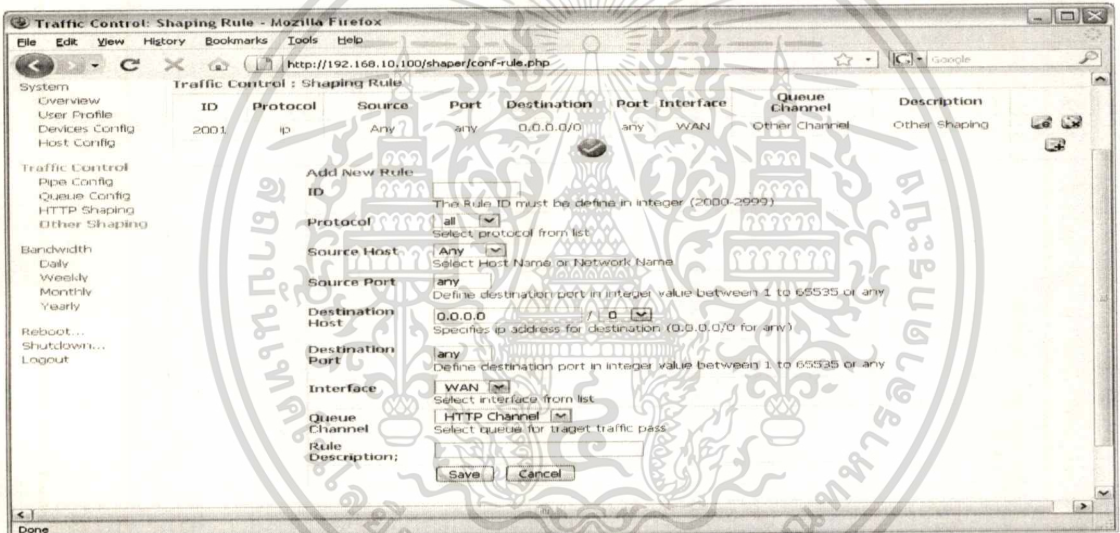 Traffic Control: Shaping Rule - Mozilla Firefox
File Edit View History Bookmarks Tools Help
http://192.168.10.100/shaper/conf-rule.php
Google
System
Overview
User Profile
Devices Config
Host Config
Traffic Control
Pipe Config
Queue Config
HTTP Shaping
Other Shaping
Bandwidth
Daily
Weekly
Monthly
Yearly
Reboot...
Shutdown...
Logout
Traffic Control : Shaping Rule
ID Protocol Source Port Destination Port Interface Queue Channel Description
2001 ip Any any 0.0.0.0/0 any WAN Other Channel Other Shaping
Add New Rule
ID
The Rule ID must be define in integer (2000-2999)
Protocol all
Select protocol from list
Source Host Any
Select Host Name or Network Name
Source Port any
Define destination port in integer value between 1 to 65535 or any
Destination Host 0.0.0.0 / 0
Specifies ip address for destination (0.0.0.0/0 for any)
Destination Port any
Define destination port in integer value between 1 to 65535 or any
Interface WAN
Select interface from list
Queue Channel HTTP Channel
Select queue for traget traffic pass
Rule Description;
Save Cancel
Done